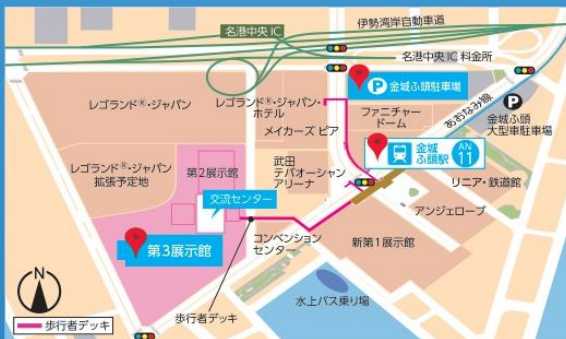 名港中央 IC
伊勢湾岸自動車道
名港中央 IC 料金所
P 金城ふ頭駐車場
レゴランド®・ジャパン
レゴランド®・ジャパン・
ホテル
メイカーズ ピア
ファニチャー
ドーム
あおなみ線
P
金城ふ頭
大型車駐車場
金城
ふ頭駅
AN
11
レゴランド®・ジャパン
拡張予定地
第2展示館
武田
テバオーシャン
アリーナ
リニア・鉄道館
交流センター
アンジェローブ
第3展示館
コンベンション
センター
新第1展示館
N
水上バス乗り場
歩行者デッキ
歩行者デッキ